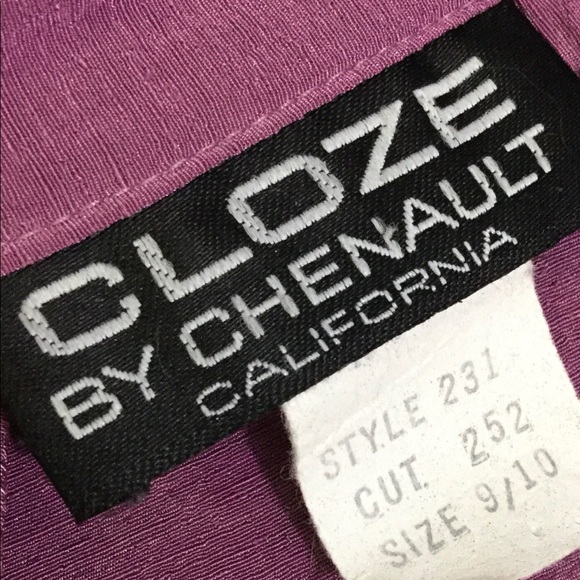 CLOZE
BY CHENAULT
CALIFORNIA
STYLE 231
CUT. 252
SIZE 9/10